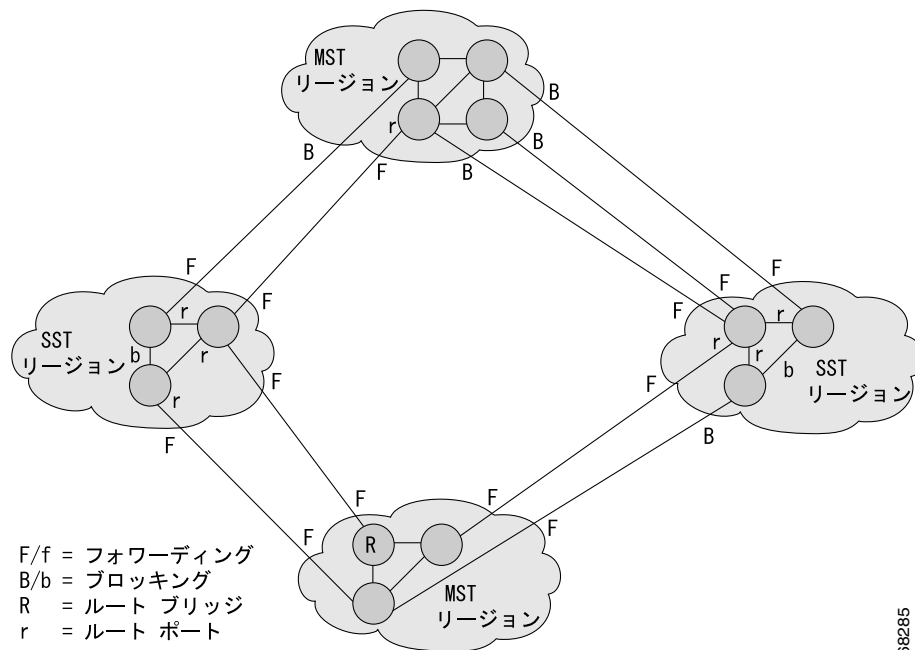 MST
リージョン
B
r
B
B
F
B
F
F
F
F
F
r
r
SST
リージョン
b
r
r
r
r
b
SST
リージョン
F
F
F
B
F
F
F
F
R
MST
リージョン
F/f = フォワーディング
B/b = ブロッキング
R = ルート ブリッジ
r = ルート ポート
68285